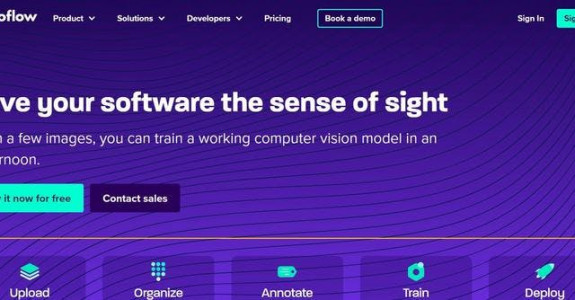 oflow Product Solutions Developers Pricing Book a demo Sign In Sig
ve your software the sense of sight
a few images, you can train a working computer vision model in an
rnoon.
it now for free Contact sales
Upload Organize Annotate Train Deploy